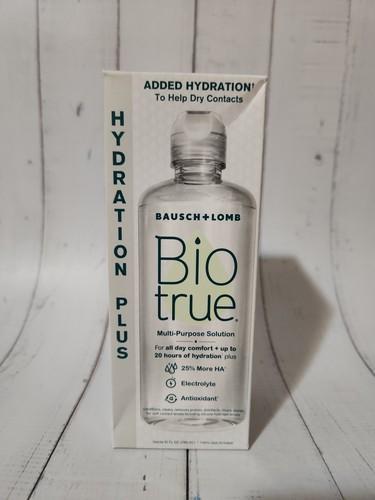 ADDED HYDRATION!
To Help Dry Contacts
HYDRATION PLUS
BAUSCH + LOMB
Bio
true®
Multi-Purpose Solution
For all day comfort + up to
20 hours of hydration plus
25% More HA
Electrolyte
Antioxidant